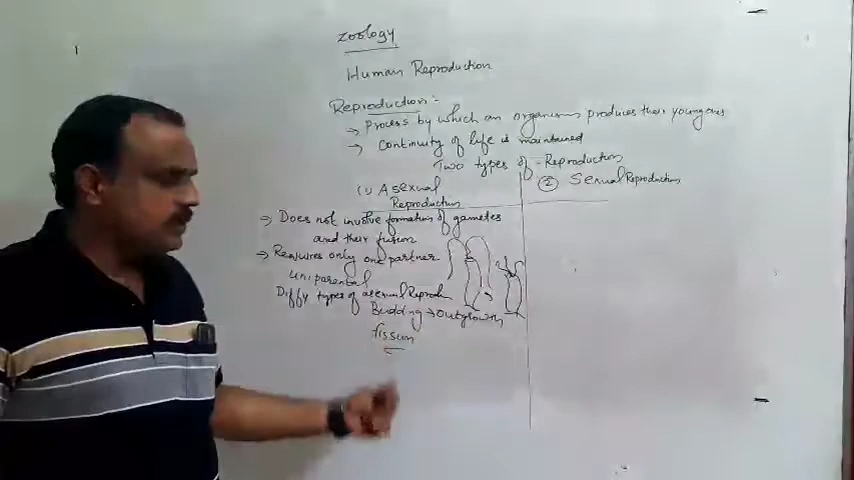 Zoology
Human Reproduction
Reproduction :-
→ Process by which an organism produces their young ones
→ continuity of life is maintained
Two types of Reproduction
(1) Asexual
Reproduction
② Sexual Reproduction
→ Does not involve formation of gametes
and their fusion
→ Requires only one partner
uniparental
types of asexual Reprodn
Budding → outgrowth
fission